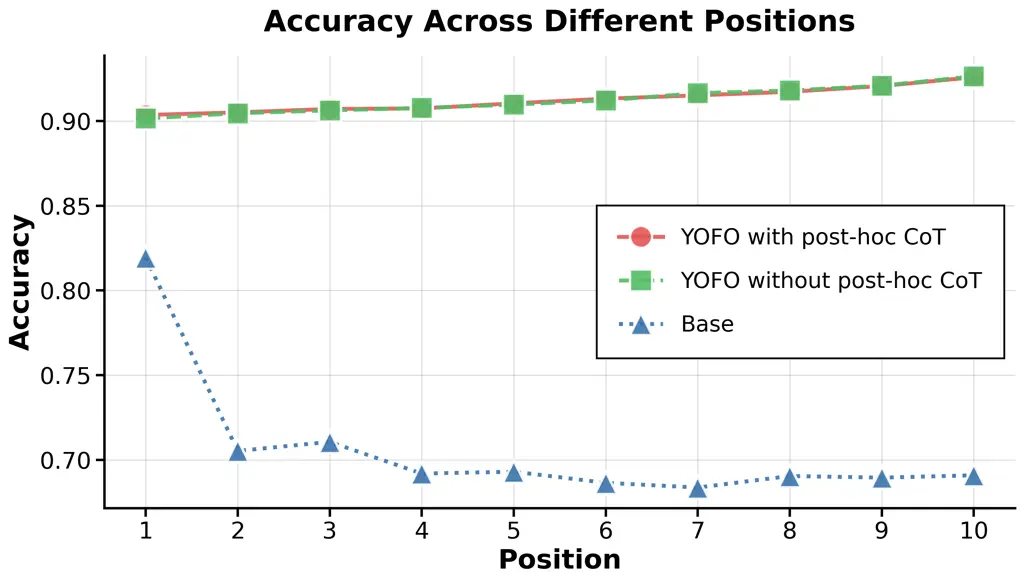 Accuracy Across Different Positions
Accuracy
0.90
0.85
0.80
0.75
0.70
YOFO with post-hoc CoT
YOFO without post-hoc CoT
Base
1 2 3 4 5 6 7 8 9 10
Position